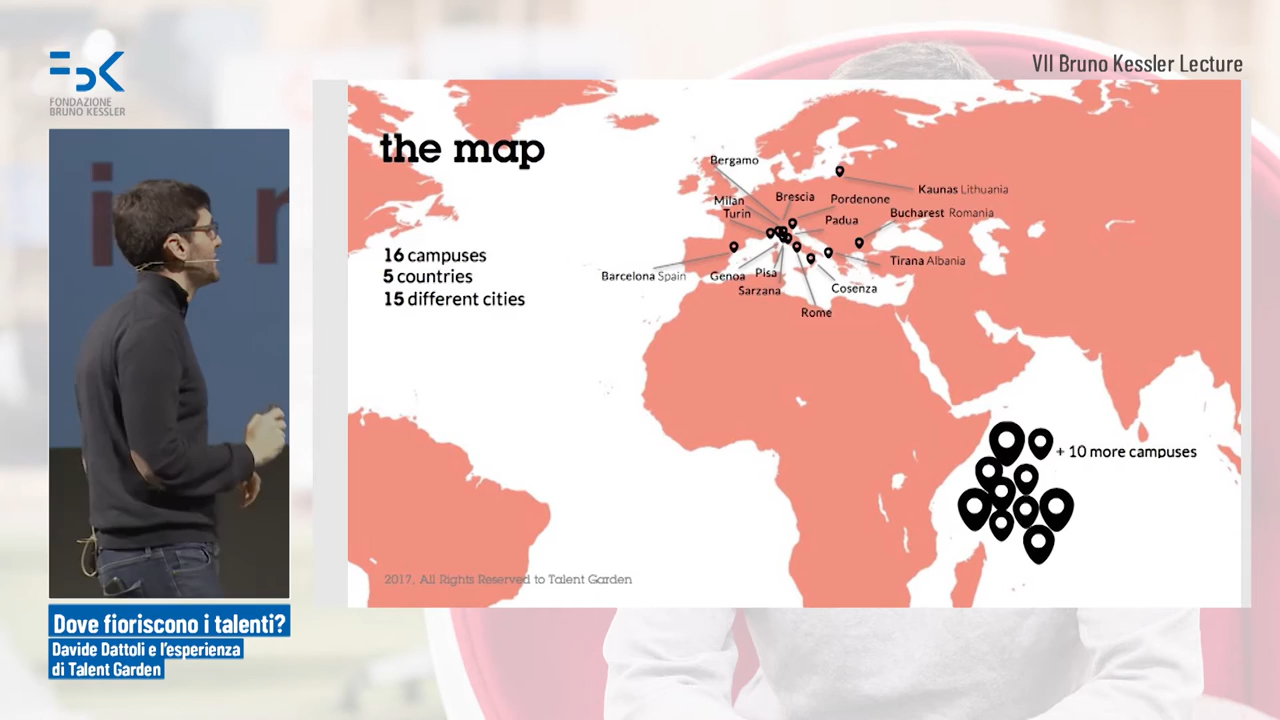 FONDAZIONE
BRUNO KESSLER
VII Bruno Kessler Lecture
the map
16 campuses
5 countries
15 different cities
Bergamo
Milan
Turin
Brescia
Pordenone
Padua
Kaunas Lithuania
Bucharest Romania
Tirana Albania
Barcelona Spain
Genoa
Pisa
Sarzana
Cosenza
Rome
+ 10 more campuses
2017, All Rights Reserved to Talent Garden
Dove fioriscono i talenti?
Davide Dattoli e l'esperienza
di Talent Garden